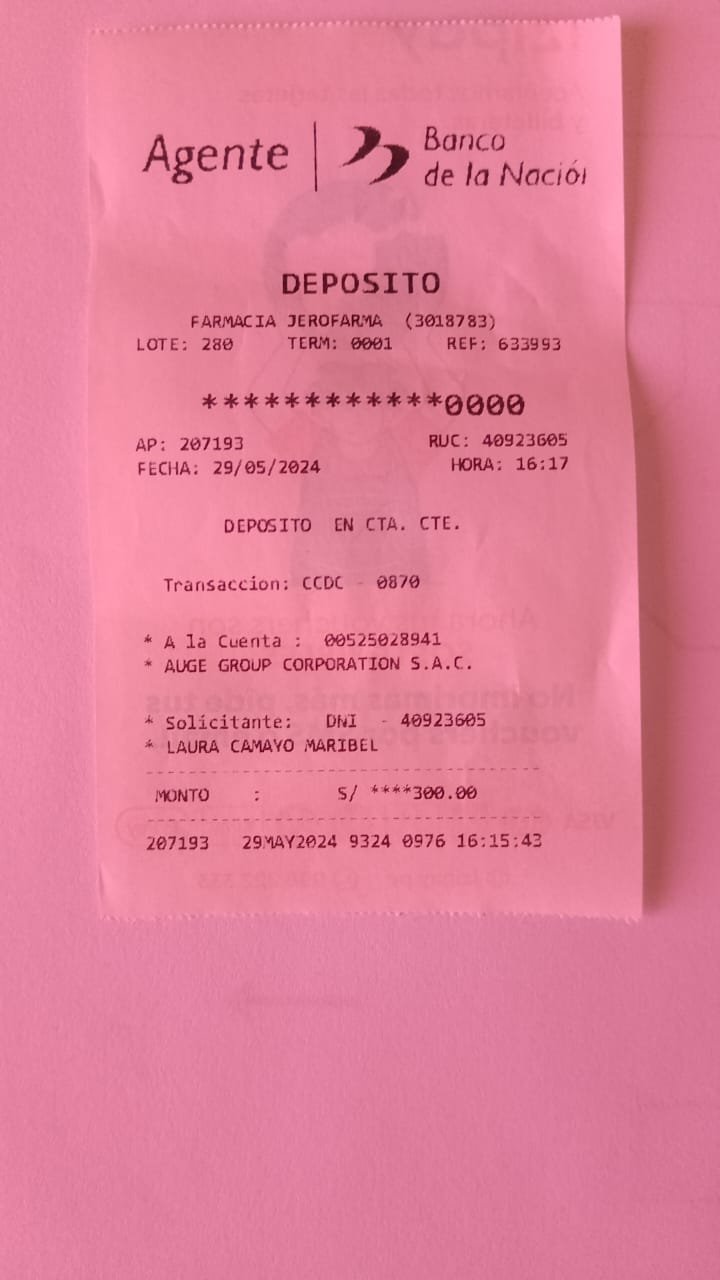 Agente | Banco
de la Nación
DEPOSITO
FARMACIA JEROFARMA (3018783)
LOTE: 280 TERM: 0001 REF: 633993
************0000
AP: 207193 RUC: 40923605
FECHA: 29/05/2024 HORA: 16:17
DEPOSITO EN CTA. CTE.
Transaccion: CCDC - 0870
* A la Cuenta : 00525028941
* AUGE GROUP CORPORATION S.A.C.
* Solicitante: DNI - 40923605
* LAURA CAMAYO MARIBEL
MONTO : S/ ****300.00
207193 29MAY2024 9324 0976 16:15:43